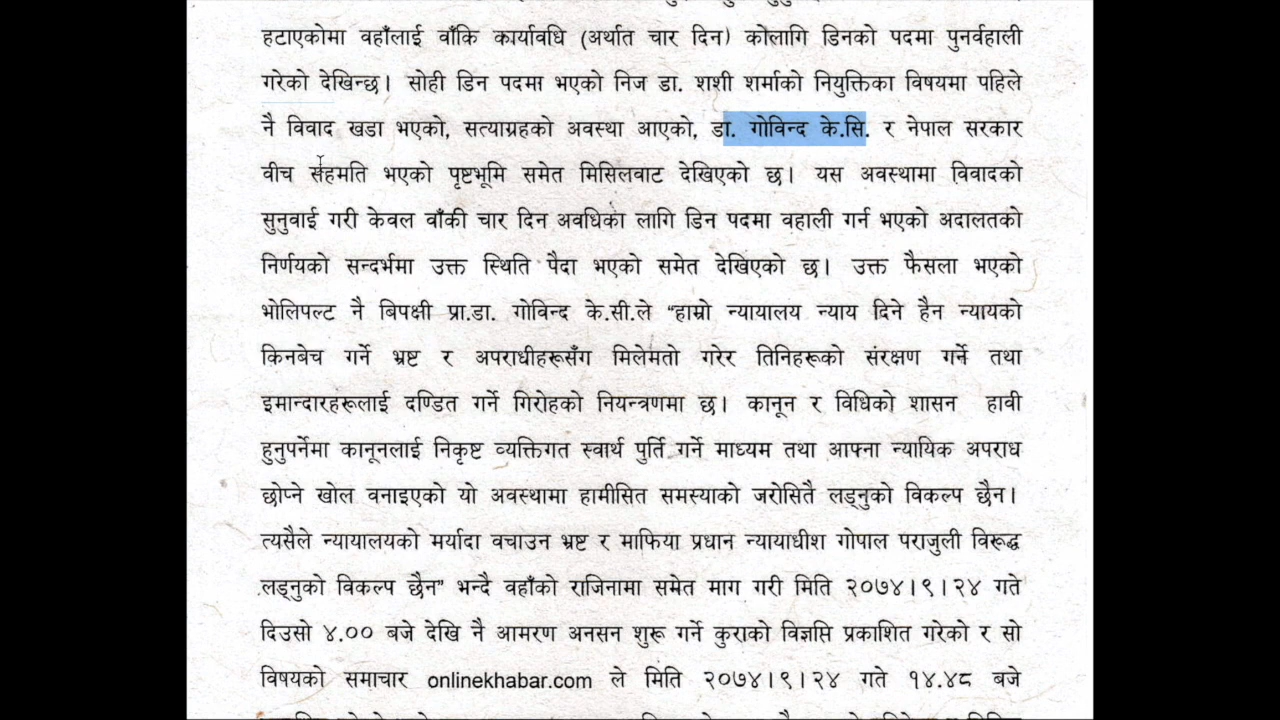 हटाएकोमा वहाँलाई वाँकि कार्यावधि (अर्थात चार दिन) कोलागि डिनको पदमा पुनर्वहाली
गरेको देखिन्छ। सोही डिन पदमा भएको निज डा. शशी शर्माको नियुक्तिका विषयमा पहिले
नै विवाद खडा भएको, सत्याग्रहको अवस्था आएको, डा. गोविन्द के.सि. र नेपाल सरकार
वीच सहमति भएको पृष्टभूमि समेत मिसिलवाट देखिएको छ। यस अवस्थामा विवादको
सुनुवाई गरी केवल वाँकी चार दिन अवधिका लागि डिन पदमा वहाली गर्न भएको अदालतको
निर्णयको सन्दर्भमा उक्त स्थिति पैदा भएको समेत देखिएको छ। उक्त फैसला भएको
भोलिपल्ट नै बिपक्षी प्रा.डा. गोविन्द के.सी.ले "हाम्रो न्यायालय न्याय दिने हैन न्यायको
किनबेच गर्ने भ्रष्ट र अपराधीहरूसँग मिलेमतो गरेर तिनिहरूको संरक्षण गर्ने तथा
इमान्दारहरूलाई दण्डित गर्ने गिरोहको नियन्त्रणमा छ। कानून र विधिको शासन हावी
हुनुपर्नेमा कानूनलाई निकृष्ट व्यक्तिगत स्वार्थ पुर्ति गर्ने माध्यम तथा आफ्ना न्यायिक अपराध
छोप्ने खोल वनाइएको यो अवस्थामा हामीसित समस्याको जरोसितै लड्नुको विकल्प छैन।
त्यसैले न्यायालयको मर्यादा वचाउन भ्रष्ट र माफिया प्रधान न्यायाधीश गोपाल पराजुली विरूद्ध
लड्नुको विकल्प छैन" भन्दै वहाँको राजिनामा समेत माग गरी मिति २०७४।९।२४ गते
दिउसो ४.०० बजे देखि नै आमरण अनसन शुरू गर्ने कुराको विज्ञप्ति प्रकाशित गरेको र सो
विषयको समाचार onlinekhabar.com ले मिति २०७४।९।२४ गते १४.४८ बजे